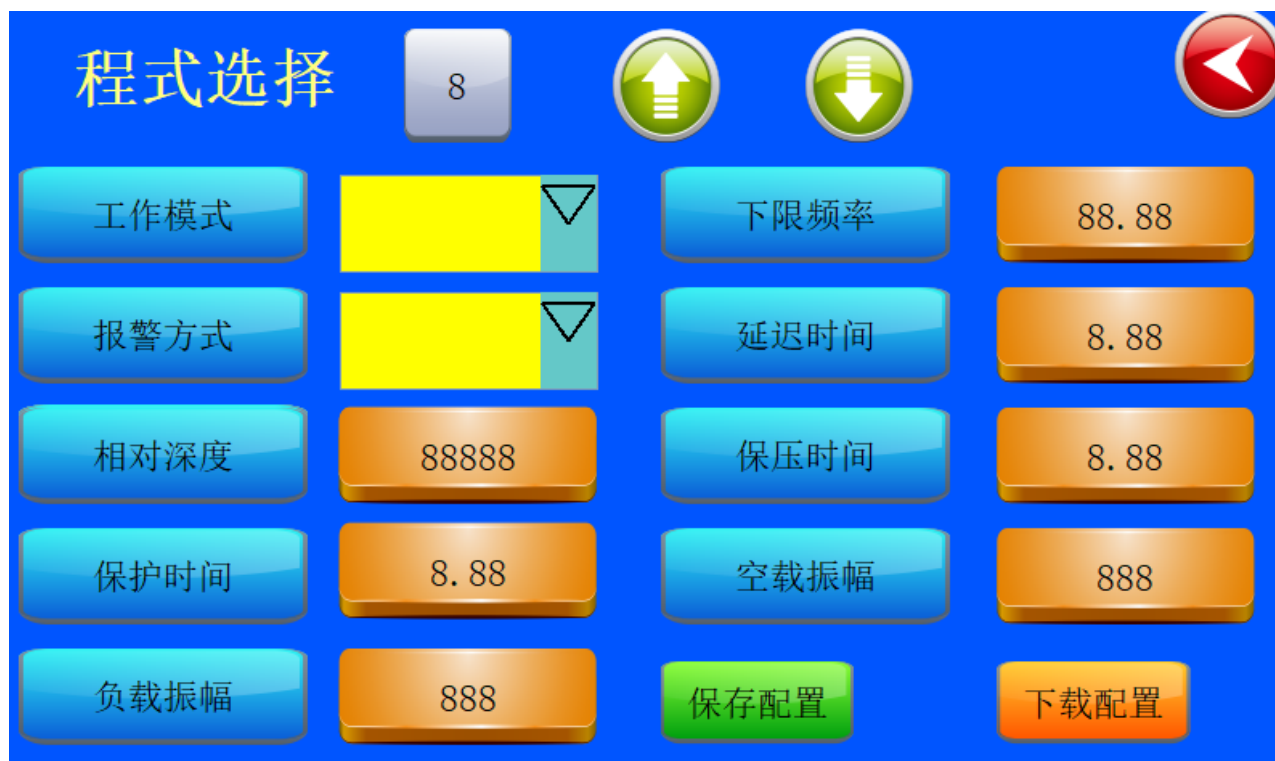 程式选择 8
工作模式 下限频率 88.88
报警方式 延迟时间 8.88
相对深度 88888 保压时间 8.88
保护时间 8.88 空载振幅 888
负载振幅 888 保存配置 下载配置